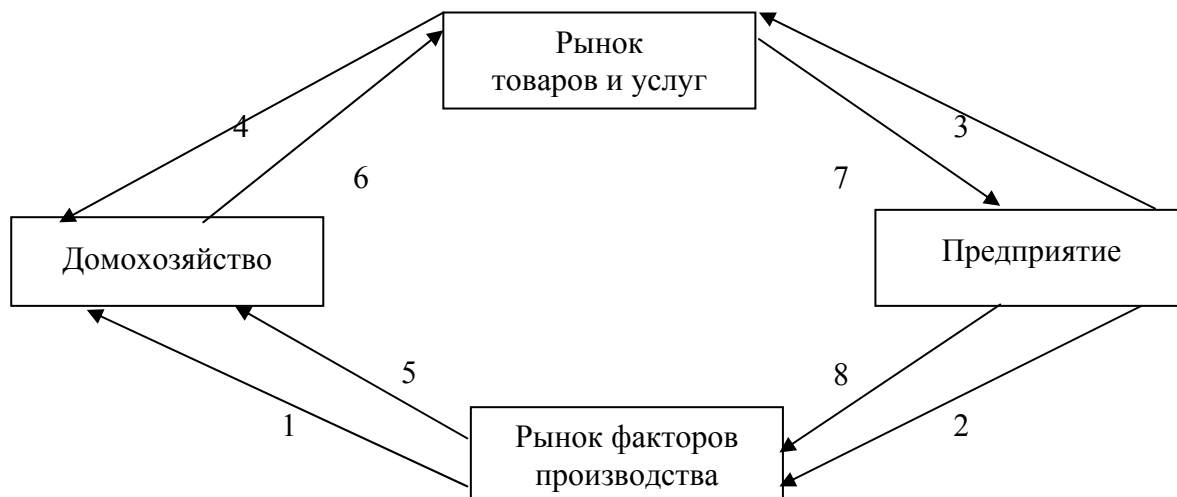 Рынок
товаров и услуг
4
3
6
7
Домохозяйство
Предприятие
5
8
1
2
Рынок факторов
производства